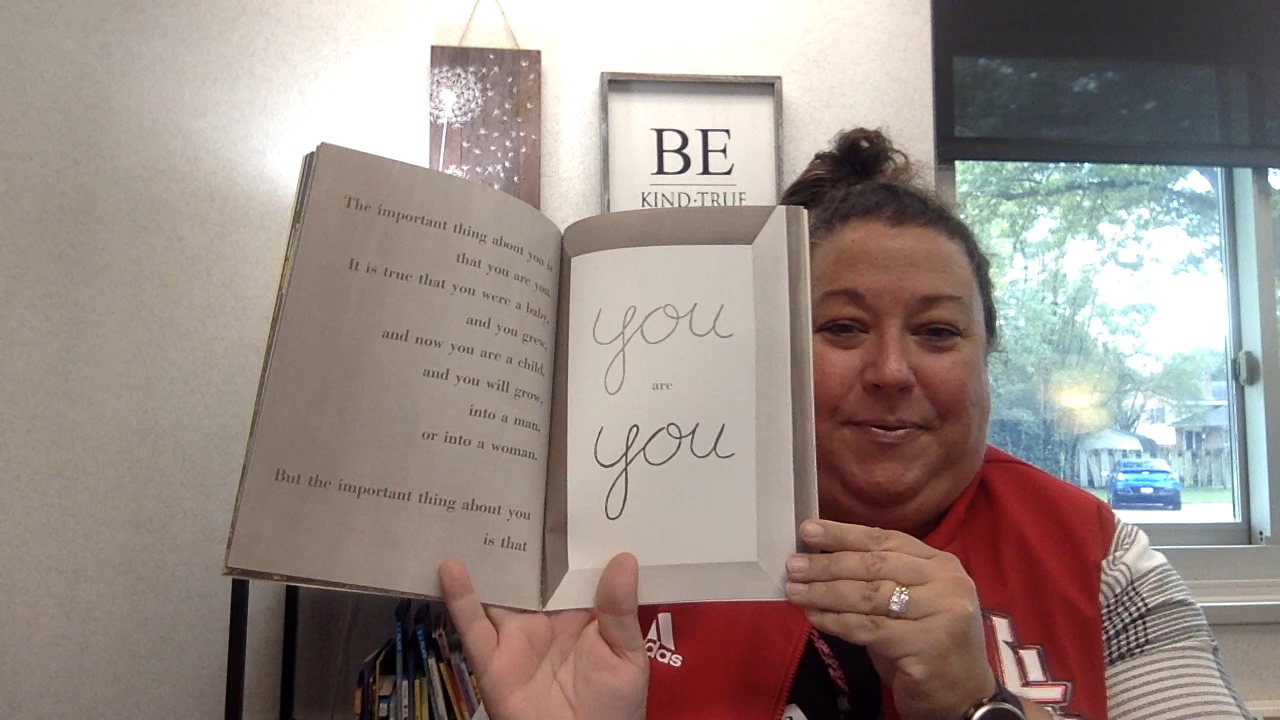 BE
KIND·TRUE
The important thing about you is
that you are you.
It is true that you were a baby,
and you grew,
and now you are a child,
and you will grow,
into a man,
or into a woman.
But the important thing about you
is that
you
are
you
adas
L